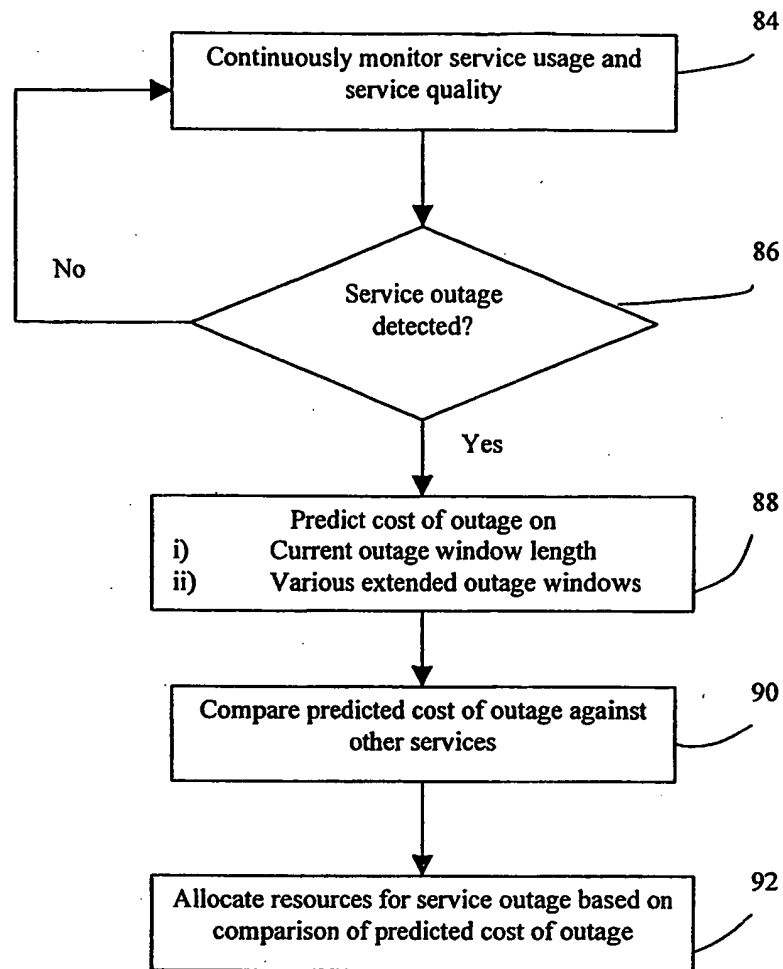 84
Continuously monitor service usage and
service quality
86
No
Service outage
detected?
Yes
88
Predict cost of outage on
i) Current outage window length
ii) Various extended outage windows
90
Compare predicted cost of outage against
other services
92
Allocate resources for service outage based on
comparison of predicted cost of outage